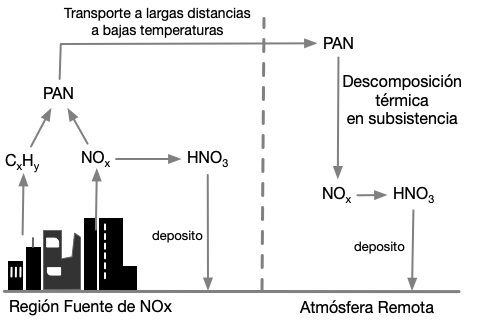 Transporte a largas distancias
a bajas temperaturas
PAN
PAN
Descomposición
térmica
en subsistencia
CxHy
NOx
HNO3
NOx
HNO3
deposito
deposito
Región Fuente de NOx
Atmósfera Remota